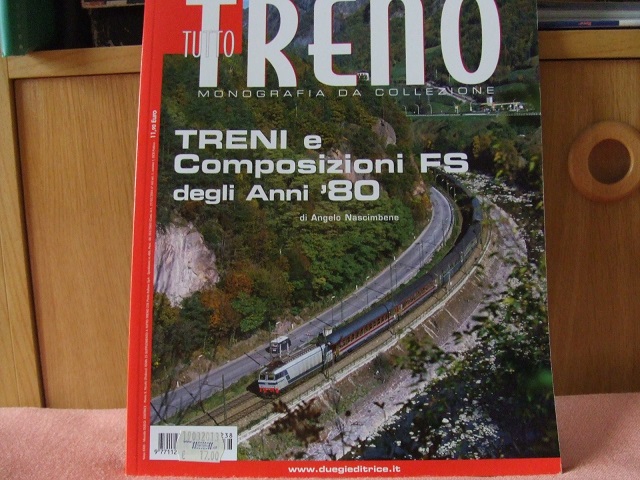 TUTTO
TRENO
MONOGRAFIA DA COLLEZIONE
TRENI e
Composizioni FS
degli Anni '80
di Angelo Nascimbene
www.duegieditrice.it